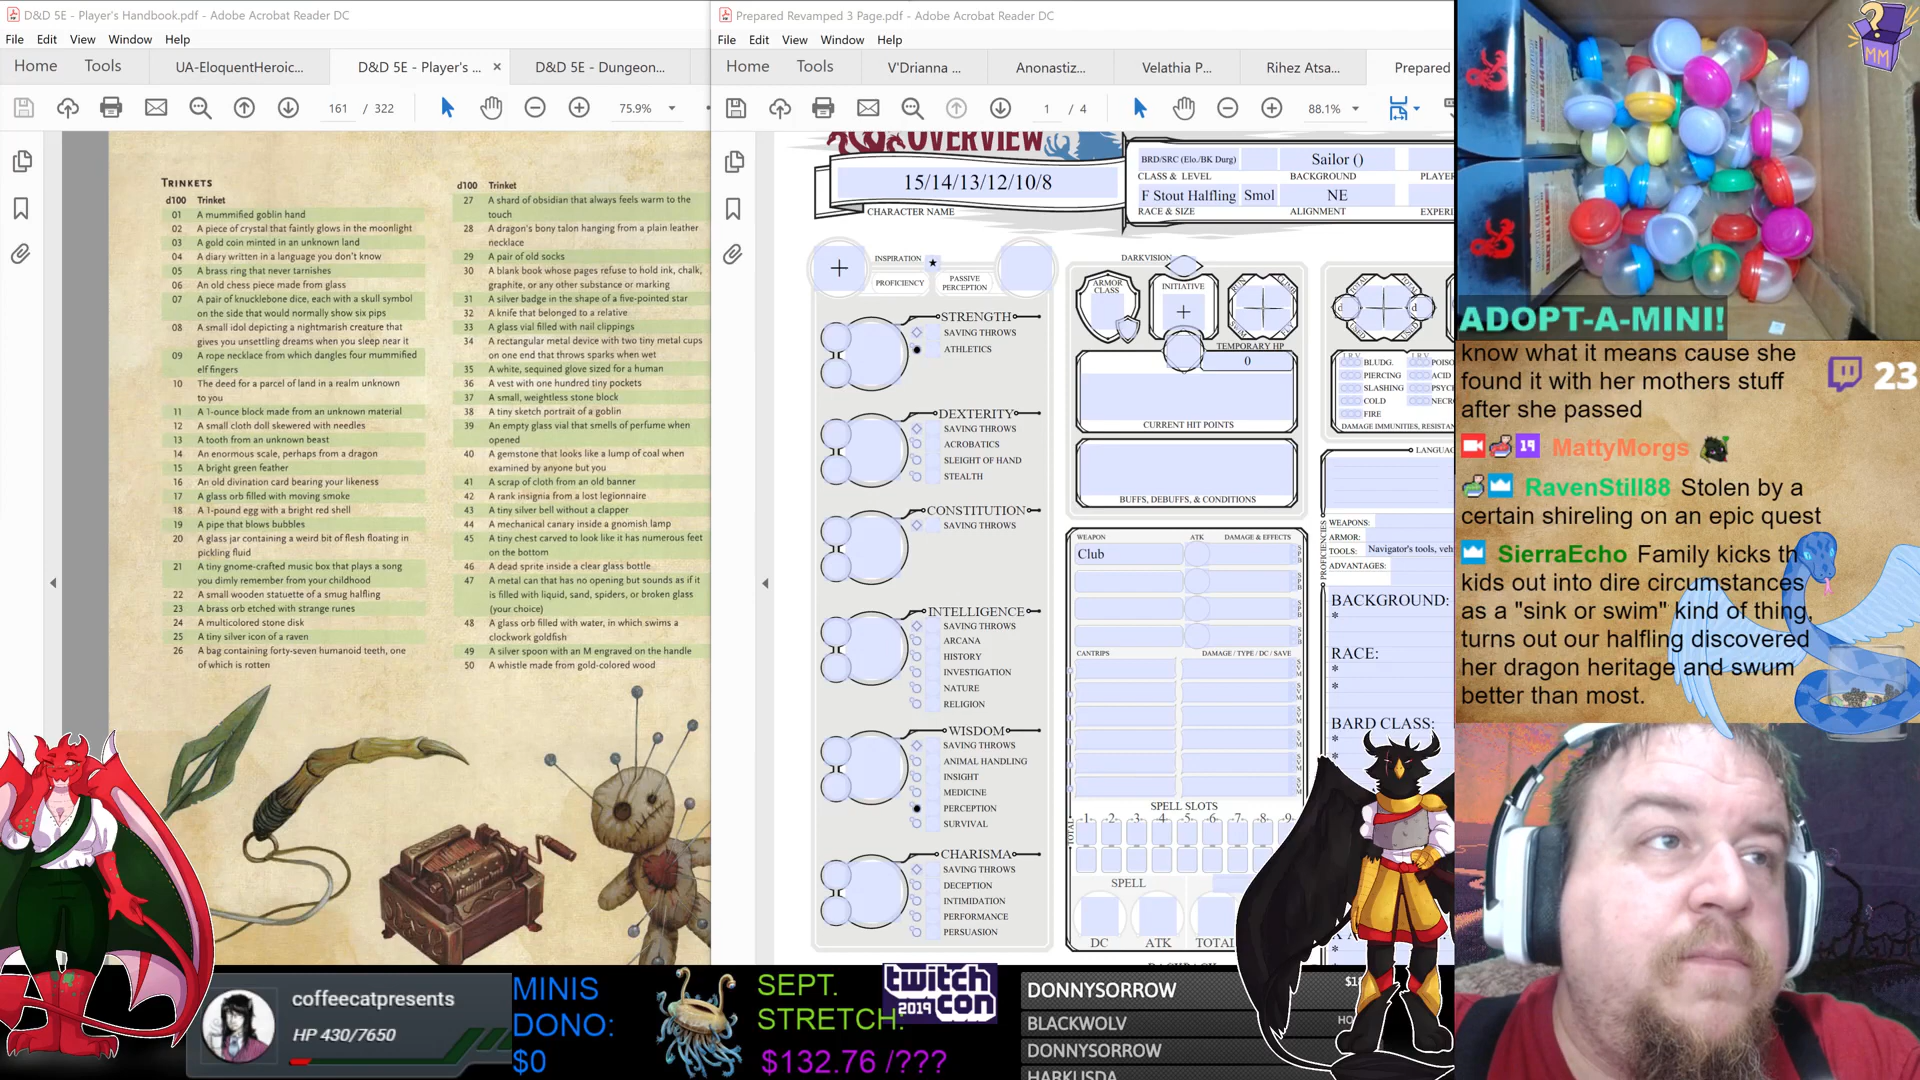 D&D 5E - Player's Handbook.pdf - Adobe Acrobat Reader DC
File Edit View Window Help
Home Tools UA-EloquentHeroic... D&D 5E - Player's ... × D&D 5E - Dungeon...
161 / 322 75.9%
TRINKETS
d100 Trinket
01 A mummified goblin hand
02 A piece of crystal that faintly glows in the moonlight
03 A gold coin minted in an unknown land
04 A diary written in a language you don't know
05 A brass ring that never tarnishes
06 An old chess piece made from glass
07 A pair of knucklebone dice, each with a skull symbol
on the side that would normally show six pips
08 A small idol depicting a nightmarish creature that
gives you unsettling dreams when you sleep near it
09 A rope necklace from which dangles four mummified
elf fingers
10 The deed for a parcel of land in a realm unknown
to you
11 A 1-ounce block made from an unknown material
12 A small cloth doll skewered with needles
13 A tooth from an unknown beast
14 An enormous scale, perhaps from a dragon
15 A bright green feather
16 An old divination card bearing your likeness
17 A glass orb filled with moving smoke
18 A 1-pound egg with a bright red shell
19 A pipe that blows bubbles
20 A glass jar containing a weird bit of flesh floating in
pickling fluid
21 A tiny gnome-crafted music box that plays a song
you dimly remember from your childhood
22 A small wooden statuette of a smug halfling
23 A brass orb etched with strange runes
24 A multicolored stone disk
25 A tiny silver icon of a raven
26 A bag containing forty-seven humanoid teeth, one
of which is rotten
d100 Trinket
27 A shard of obsidian that always feels warm to the
touch
28 A dragon's bony talon hanging from a plain leather
necklace
29 A pair of old socks
30 A blank book whose pages refuse to hold ink, chalk,
graphite, or any other substance or marking
31 A silver badge in the shape of a five-pointed star
32 A knife that belonged to a relative
33 A glass vial filled with nail clippings
34 A rectangular metal device with two tiny metal cups
on one end that throws sparks when wet
35 A white, sequined glove sized for a human
36 A vest with one hundred tiny pockets
37 A small, weightless stone block
38 A tiny sketch portrait of a goblin
39 An empty glass vial that smells of perfume when
opened
40 A gemstone that looks like a lump of coal when
examined by anyone but you
41 A scrap of cloth from an old banner
42 A rank insignia from a lost legionnaire
43 A tiny silver bell without a clapper
44 A mechanical canary inside a gnomish lamp
45 A tiny chest carved to look like it has numerous feet
on the bottom
46 A dead sprite inside a clear glass bottle
47 A metal can that has no opening but sounds as if it
is filled with liquid, sand, spiders, or broken glass
(your choice)
48 A glass orb filled with water, in which swims a
clockwork goldfish
49 A silver spoon with an M engraved on the handle
50 A whistle made from gold-colored wood
Prepared Revamped 3 Page.pdf - Adobe Acrobat Reader DC
File Edit View Window Help
Home Tools V'Drianna ... Anonastiz... Velathia P... Rihez Atsa... Prepared
1 / 4 88.1%
OVERVIEW
15/14/13/12/10/8
CHARACTER NAME
BRD/SRC (Elo./BK Durg) Sailor ()
CLASS & LEVEL BACKGROUND PLAYER
F Stout Halfling Smol NE
RACE & SIZE ALIGNMENT EXPERI
INSPIRATION
PROFICIENCY
PASSIVE
PERCEPTION
STRENGTH
SAVING THROWS
ATHLETICS
DEXTERITY
SAVING THROWS
ACROBATICS
SLEIGHT OF HAND
STEALTH
CONSTITUTION
SAVING THROWS
INTELLIGENCE
SAVING THROWS
ARCANA
HISTORY
INVESTIGATION
NATURE
RELIGION
WISDOM
SAVING THROWS
ANIMAL HANDLING
INSIGHT
MEDICINE
PERCEPTION
SURVIVAL
CHARISMA
SAVING THROWS
DECEPTION
INTIMIDATION
PERFORMANCE
PERSUASION
DARKVISION
ARMOR
CLASS
INITIATIVE
TEMPORARY HP
0
CURRENT HIT POINTS
BUFFS, DEBUFFS, & CONDITIONS
WEAPON ATK DAMAGE & EFFECTS
Club
CANTRIPS DAMAGE / TYPE / DC / SAVE
SPELL SLOTS
TOTAL
-1- -2- -3- -4- -5- -6- -7- -8- -9-
SPELL
DC ATK TOTAL
BLUDG. POISO
PIERCING ACID
SLASHING PSYC
COLD NECR
FIRE
DAMAGE IMMUNITIES, RESISTAN
LANGUAG
PROFICIENCIES
WEAPONS:
ARMOR:
TOOLS: Navigator's tools, veh
ADVANTAGES:
BACKGROUND:
*
RACE:
*
*
BARD CLASS:
*
MM
ADOPT-A-MINI!
know what it means cause she
found it with her mothers stuff
after she passed
23
19 MattyMorgs
RavenStill88 Stolen by a
certain shireling on an epic quest
SierraEcho Family kicks th
kids out into dire circumstances
as a "sink or swim" kind of thing,
turns out our halfling discovered
her dragon heritage and swum
better than most.
coffeecatpresents
HP 430/7650
MINIS
DONO:
$0
SEPT.
STRETCH:
$132.76 /???
twitch
con
2019
DONNYSORROW
BLACKWOLV
DONNYSORROW
HARKUSDA